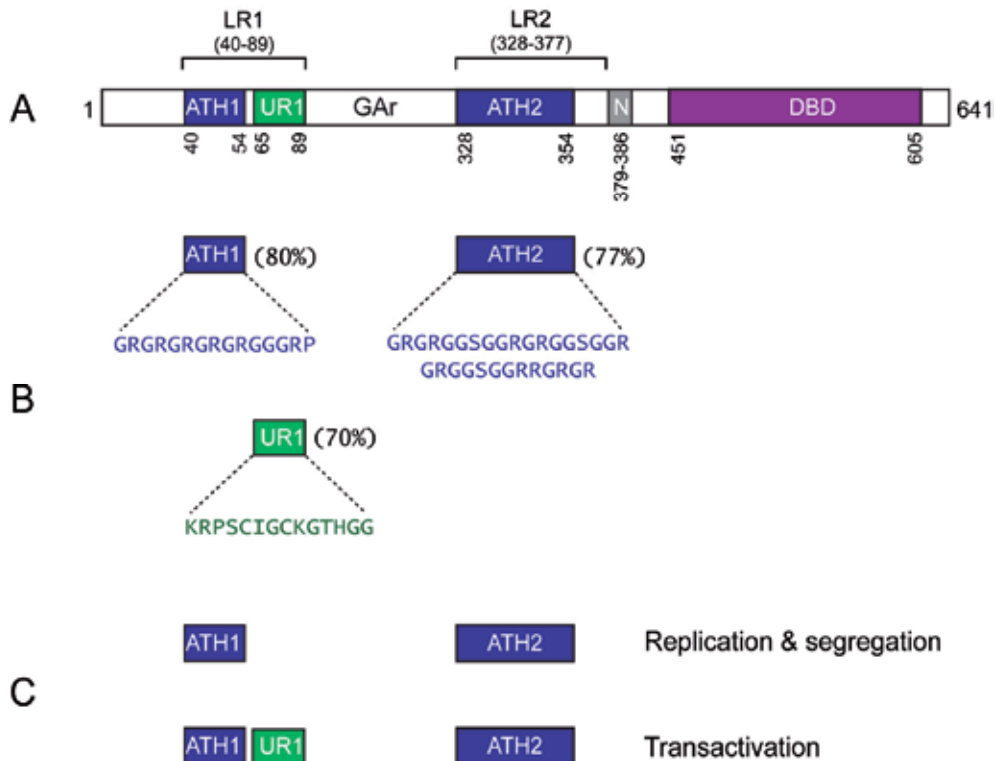 LR1
(40-89)
LR2
(328-377)
A
1
ATH1
UR1
GAr
ATH2
N
DBD
641
40
54
65
89
328
354
379-386
451
605
ATH1
(80%)
ATH2
(77%)
GRGRGRGRGRGGGRP
GRGRGGSGGRGRGGSGGR
GRGGSGGRRGRGR
B
UR1
(70%)
KRPSCIGCKGTHGG
ATH1
ATH2
Replication & segregation
C
ATH1
UR1
ATH2
Transactivation